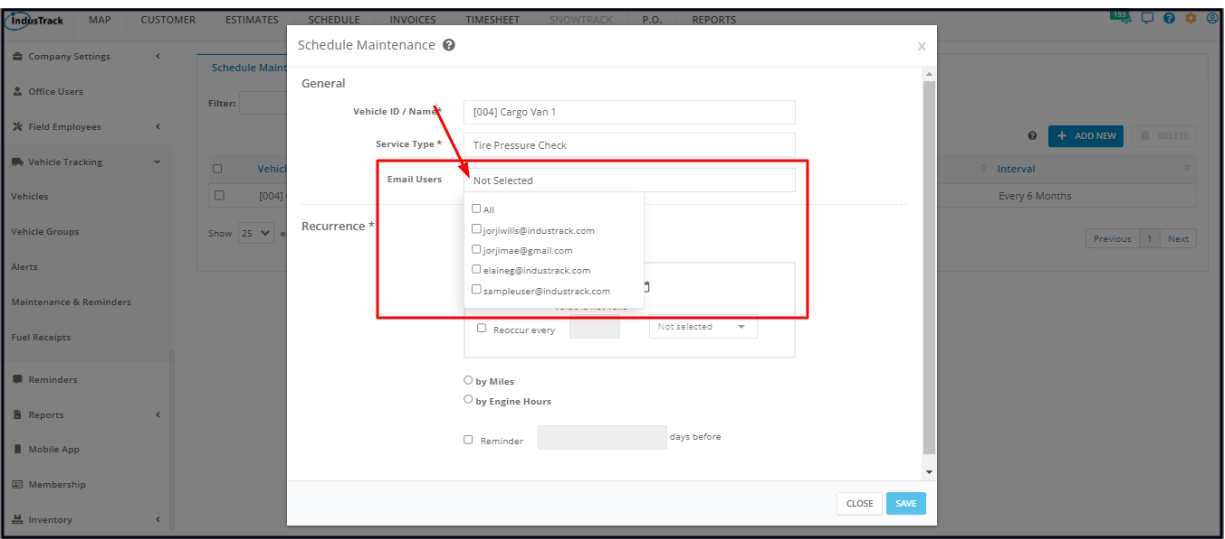 IndusTrack MAP CUSTOMER ESTIMATES SCHEDULE INVOICES TIMESHEET SNOWTRACK P.O. REPORTS
193
Company Settings
Office Users
Field Employees
Vehicle Tracking
Vehicles
Vehicle Groups
Alerts
Maintenance & Reminders
Fuel Receipts
Reminders
Reports
Mobile App
Membership
Inventory
Schedule Maint
Filter:
Vehicl
[004]
Show 25
Schedule Maintenance
x
General
Vehicle ID / Name*
[004] Cargo Van 1
Service Type *
Tire Pressure Check
Email Users
Not Selected
All
jorjiwills@industrack.com
jorjimae@gmail.com
elaineg@industrack.com
sampleuser@industrack.com
Recurrence *
Reoccur every
Not selected
by Miles
by Engine Hours
Reminder
days before
CLOSE SAVE
+ ADD NEW DELETE
Interval
Every 6 Months
Previous 1 Next